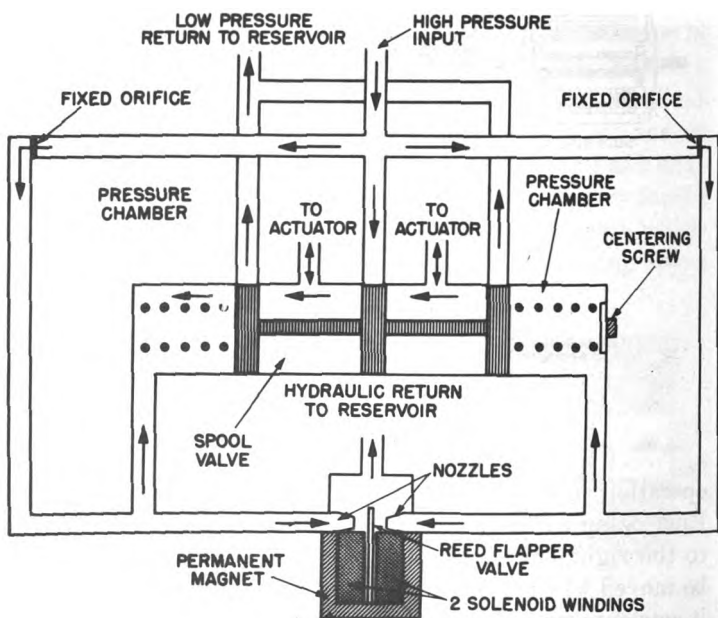 LOW PRESSURE
RETURN TO RESERVOIR
HIGH PRESSURE
INPUT
FIXED ORIFICE
FIXED ORIFICE
PRESSURE
CHAMBER
PRESSURE
CHAMBER
TO
ACTUATOR
TO
ACTUATOR
CENTERING
SCREW
HYDRAULIC RETURN
TO RESERVOIR
SPOOL
VALVE
NOZZLES
REED FLAPPER
VALVE
PERMANENT
MAGNET
2 SOLENOID WINDINGS